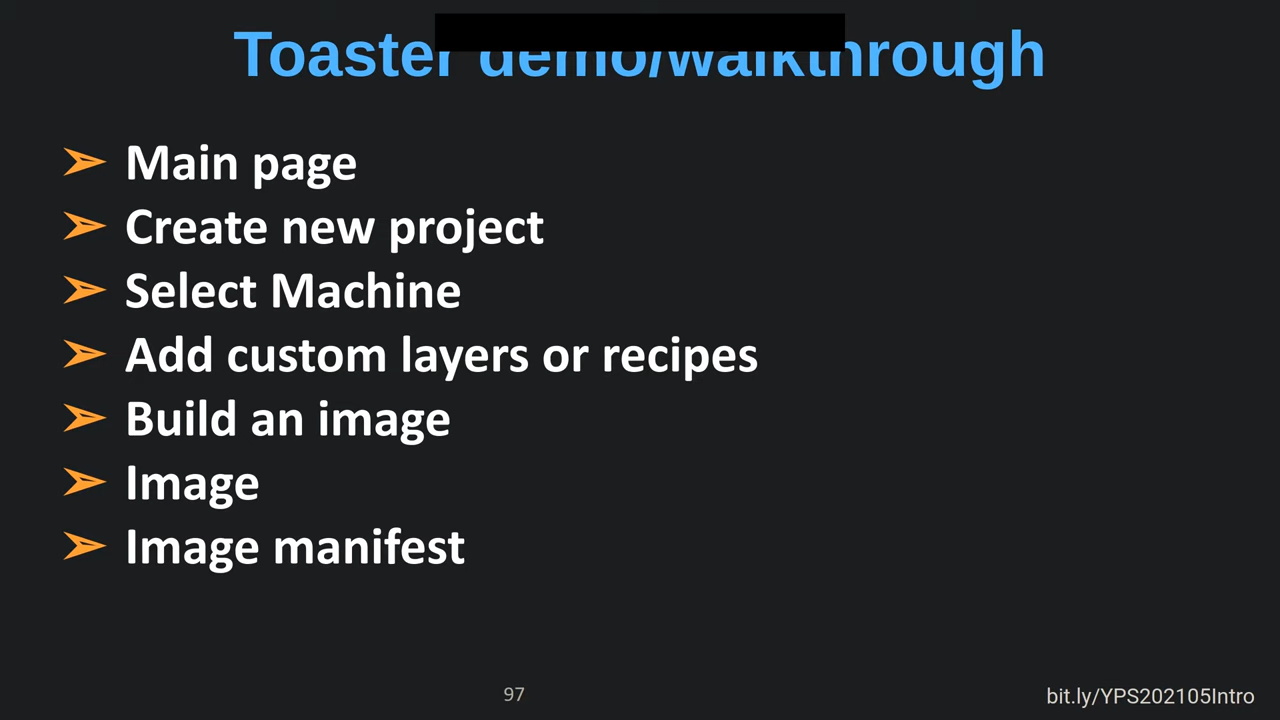 Toaster demo/walkthrough
➢ Main page
➢ Create new project
➢ Select Machine
➢ Add custom layers or recipes
➢ Build an image
➢ Image
➢ Image manifest
97
bit.ly/YPS202105Intro